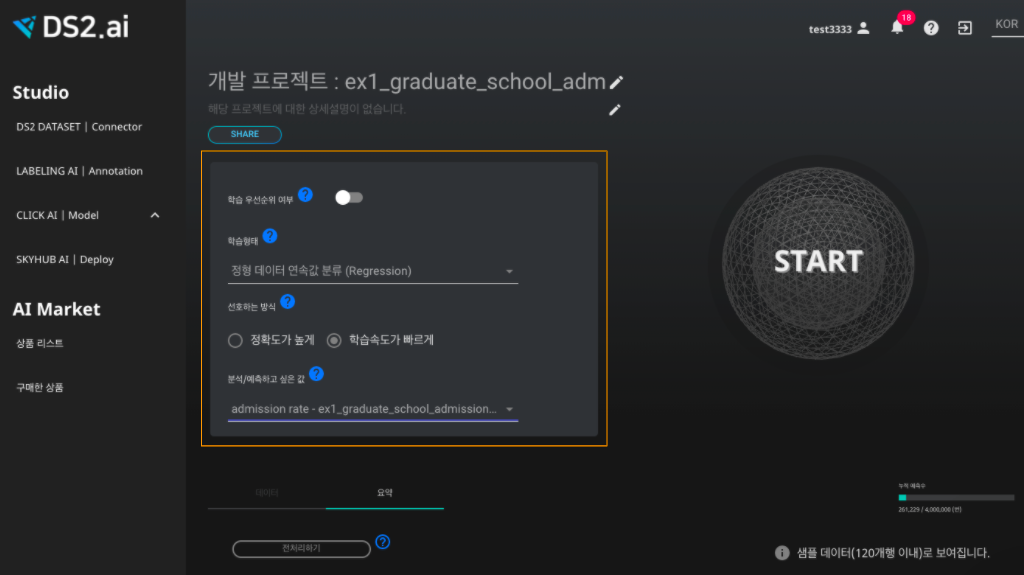 DS2.ai
test3333
18
KOR
Studio
DS2 DATASET | Connector
LABELING AI | Annotation
CLICK AI | Model
SKYHUB AI | Deploy
AI Market
상품 리스트
구매한 상품
개발 프로젝트 : ex1_graduate_school_adm
해당 프로젝트에 대한 상세설명이 없습니다.
SHARE
학습 우선순위 여부
학습형태
정형 데이터 연속값 분류 (Regression)
선호하는 방식
정확도가 높게 학습속도가 빠르게
분석/예측하고 싶은 값
admission rate - ex1_graduate_school_admission...
START
데이터 요약
전처리하기
누적 예측수
261,229 / 4,000,000 (번)
샘플 데이터(120개행 이내)로 보여집니다.